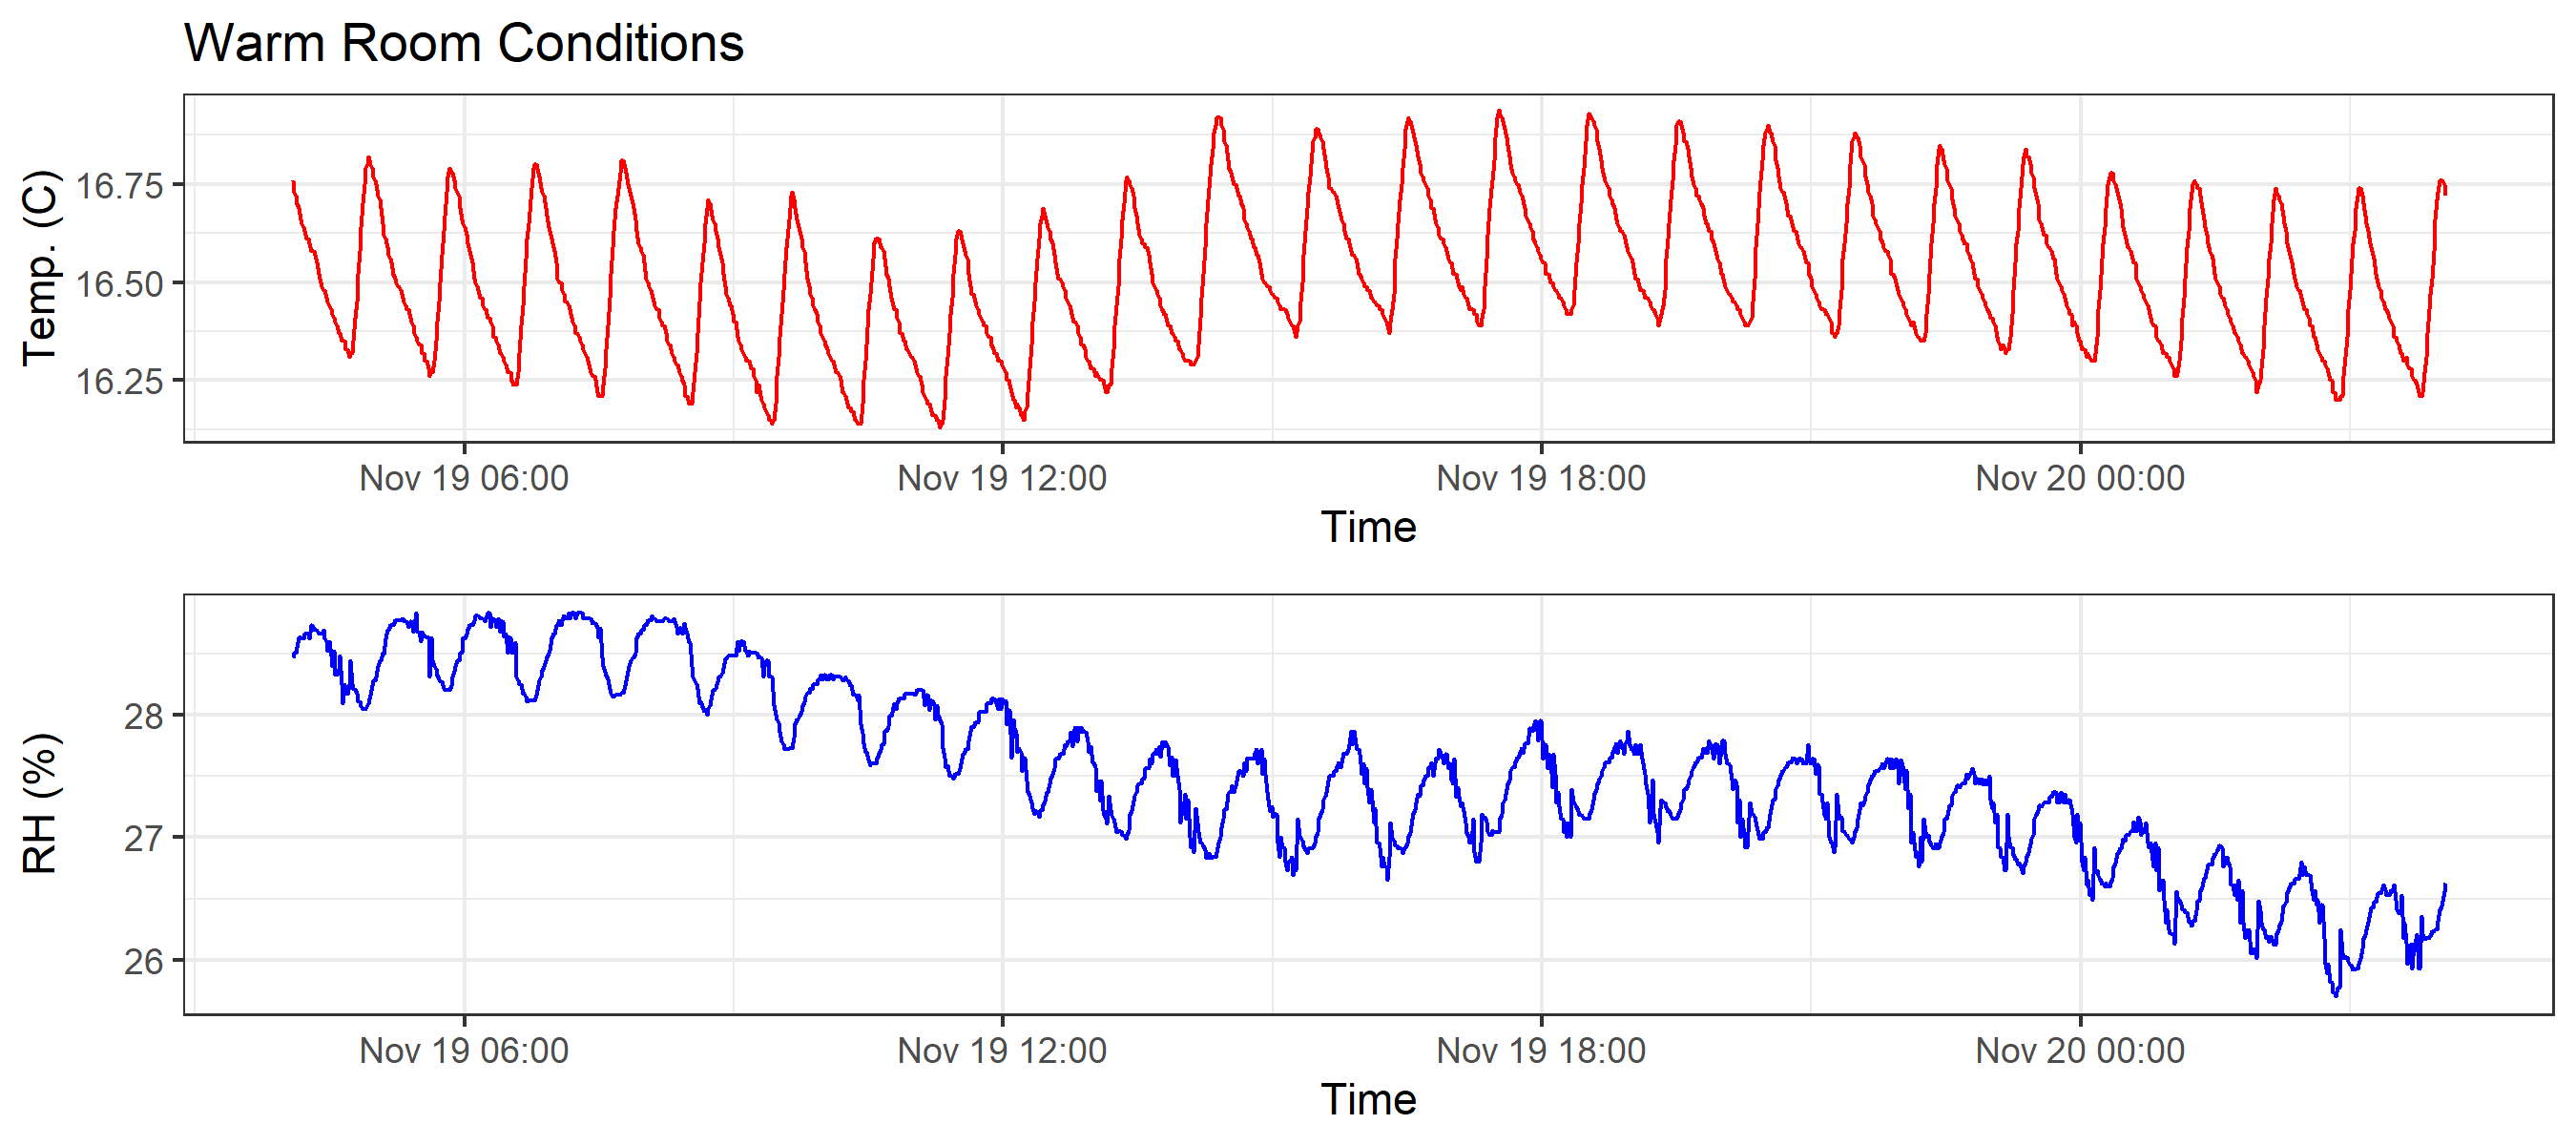 Warm Room Conditions
Temp. (C)
16.75
16.50
16.25
Nov 19 06:00 Nov 19 12:00 Nov 19 18:00 Nov 20 00:00
Time
RH (%)
28
27
26
Nov 19 06:00 Nov 19 12:00 Nov 19 18:00 Nov 20 00:00
Time